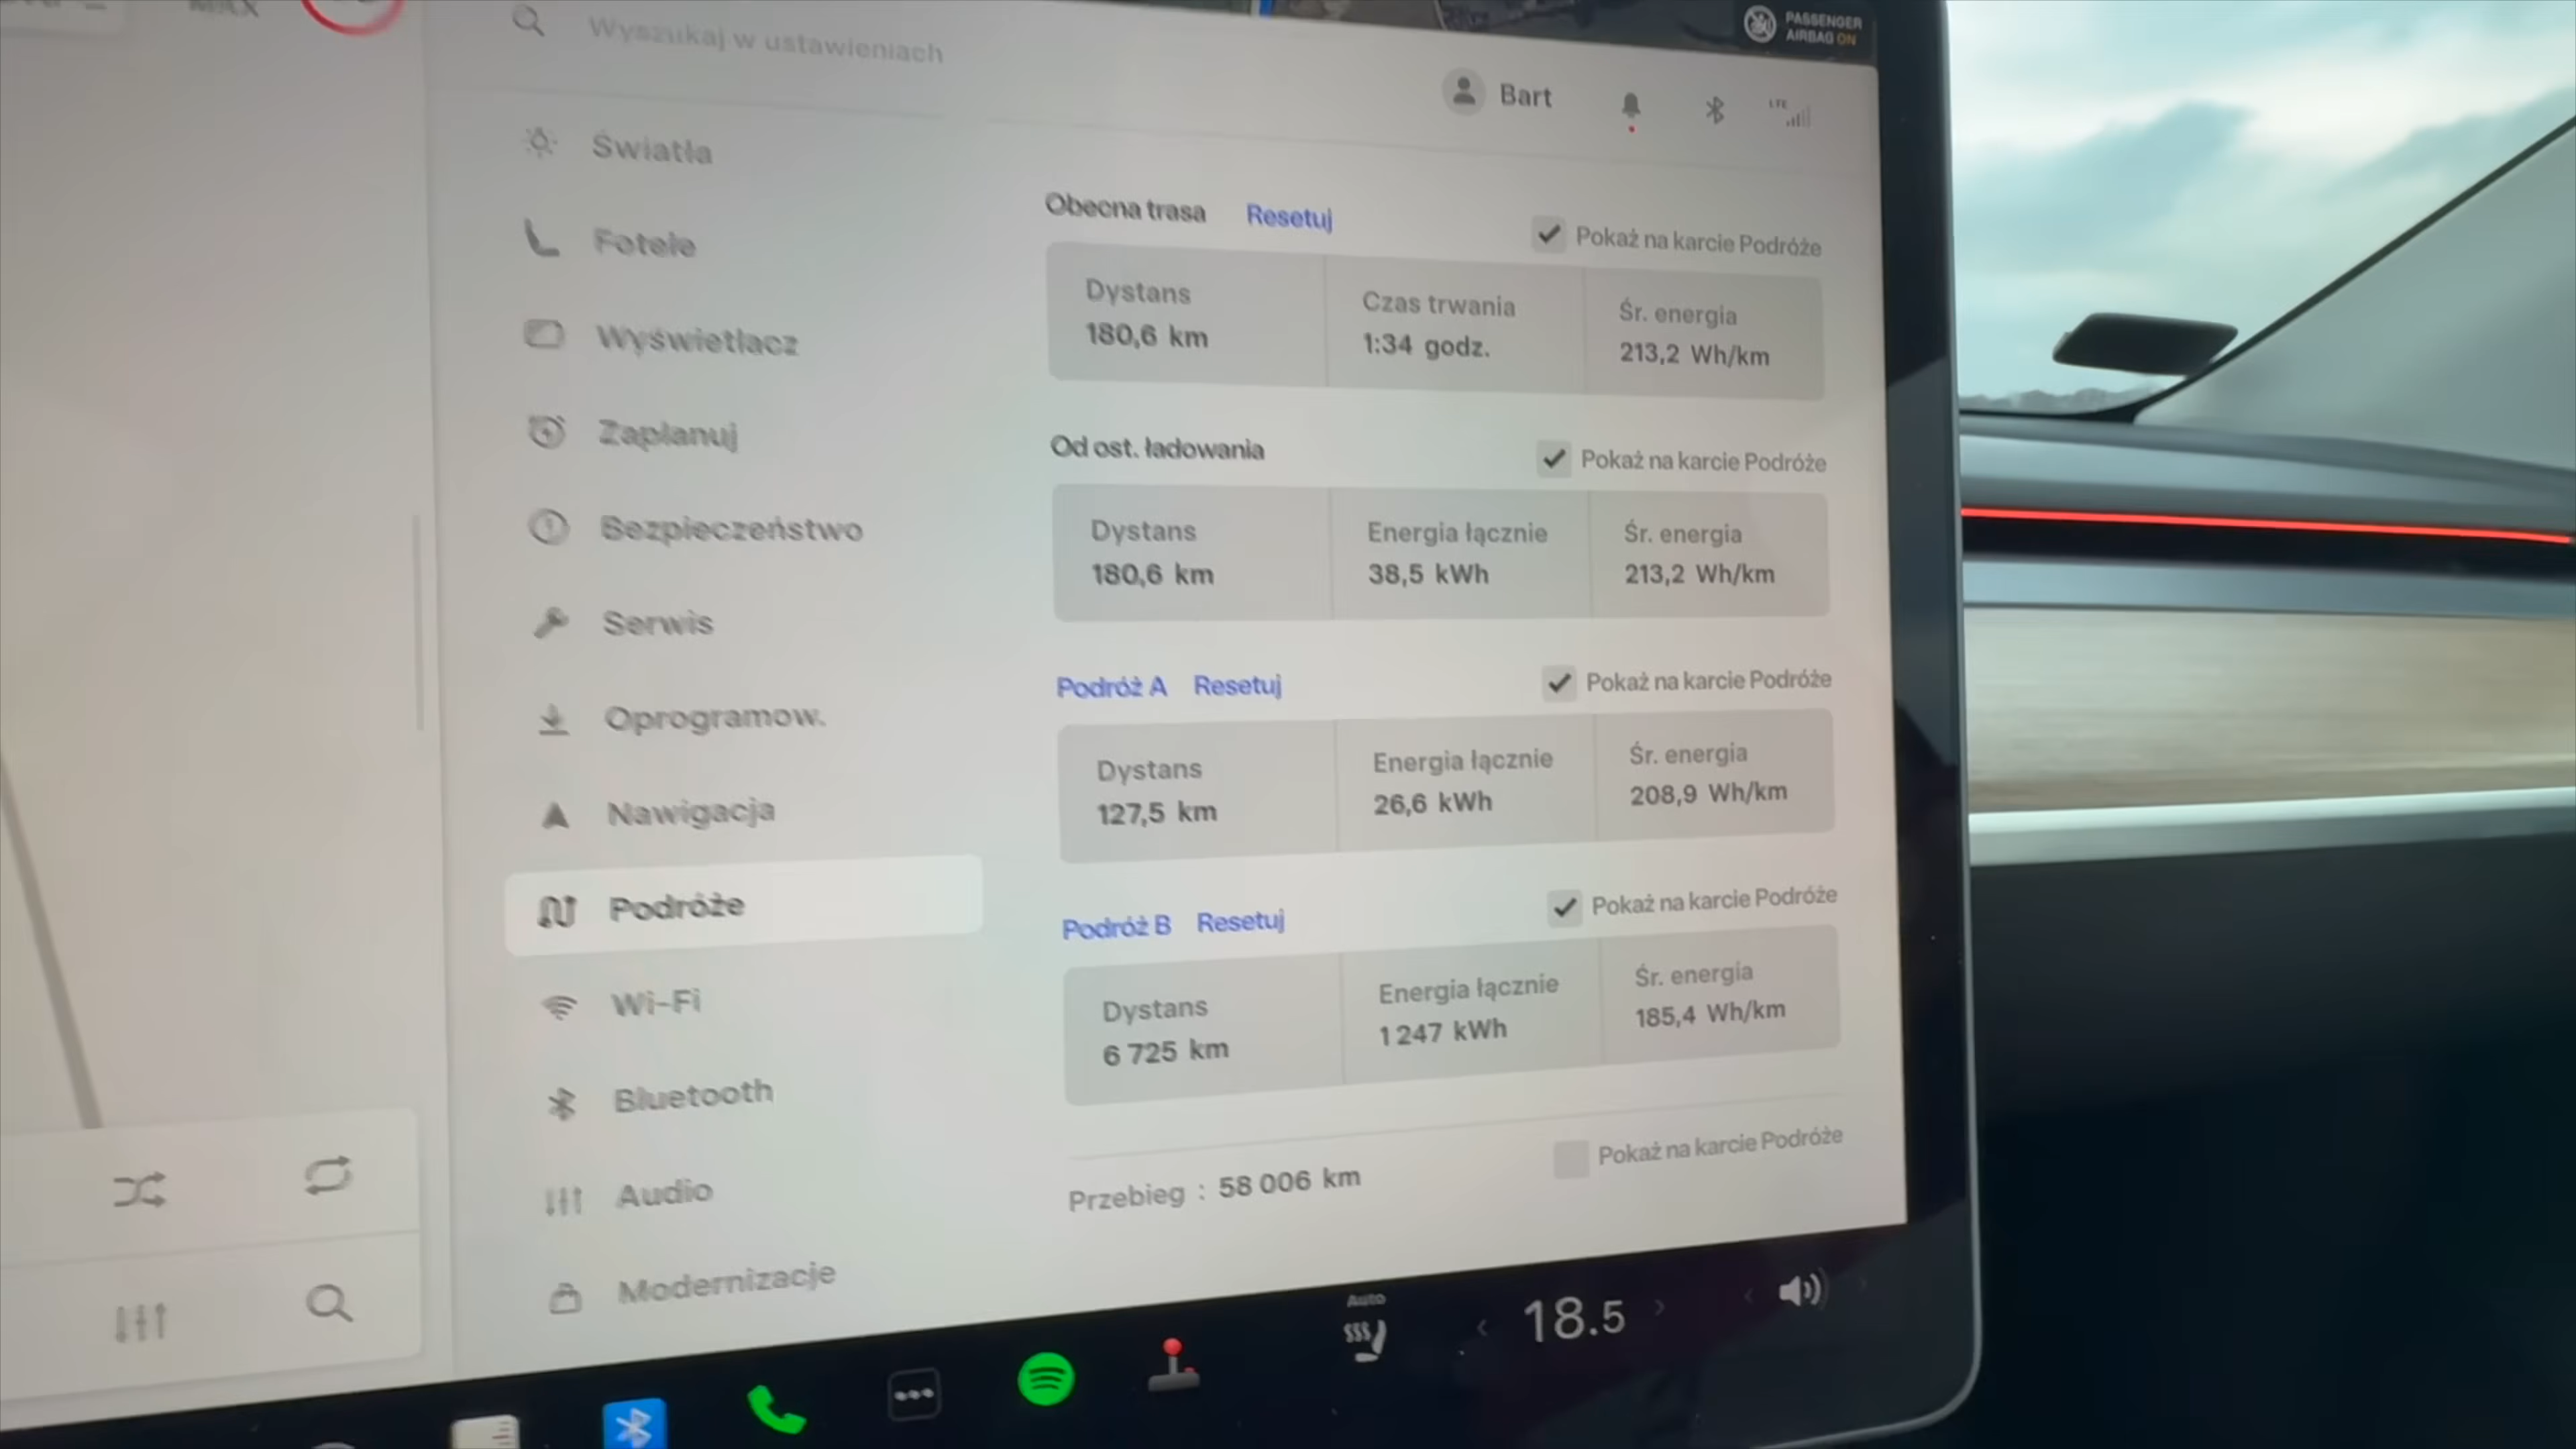 MAX
Wyszukaj w ustawieniach
PASSENGER
AIRBAG ON
Bart
LTE
Światła
Fotele
Wyświetlacz
Zaplanuj
Bezpieczeństwo
Serwis
Oprogramow.
Nawigacja
Podróże
Wi-Fi
Bluetooth
Audio
Modernizacje
Obecna trasa Resetuj Pokaż na karcie Podróże
Dystans Czas trwania Śr. energia
180,6 km 1:34 godz. 213,2 Wh/km
Od ost. ładowania Pokaż na karcie Podróże
Dystans Energia łącznie Śr. energia
180,6 km 38,5 kWh 213,2 Wh/km
Podróż A Resetuj Pokaż na karcie Podróże
Dystans Energia łącznie Śr. energia
127,5 km 26,6 kWh 208,9 Wh/km
Podróż B Resetuj Pokaż na karcie Podróże
Dystans Energia łącznie Śr. energia
6 725 km 1 247 kWh 185,4 Wh/km
Przebieg : 58 006 km Pokaż na karcie Podróże
Auto
18.5